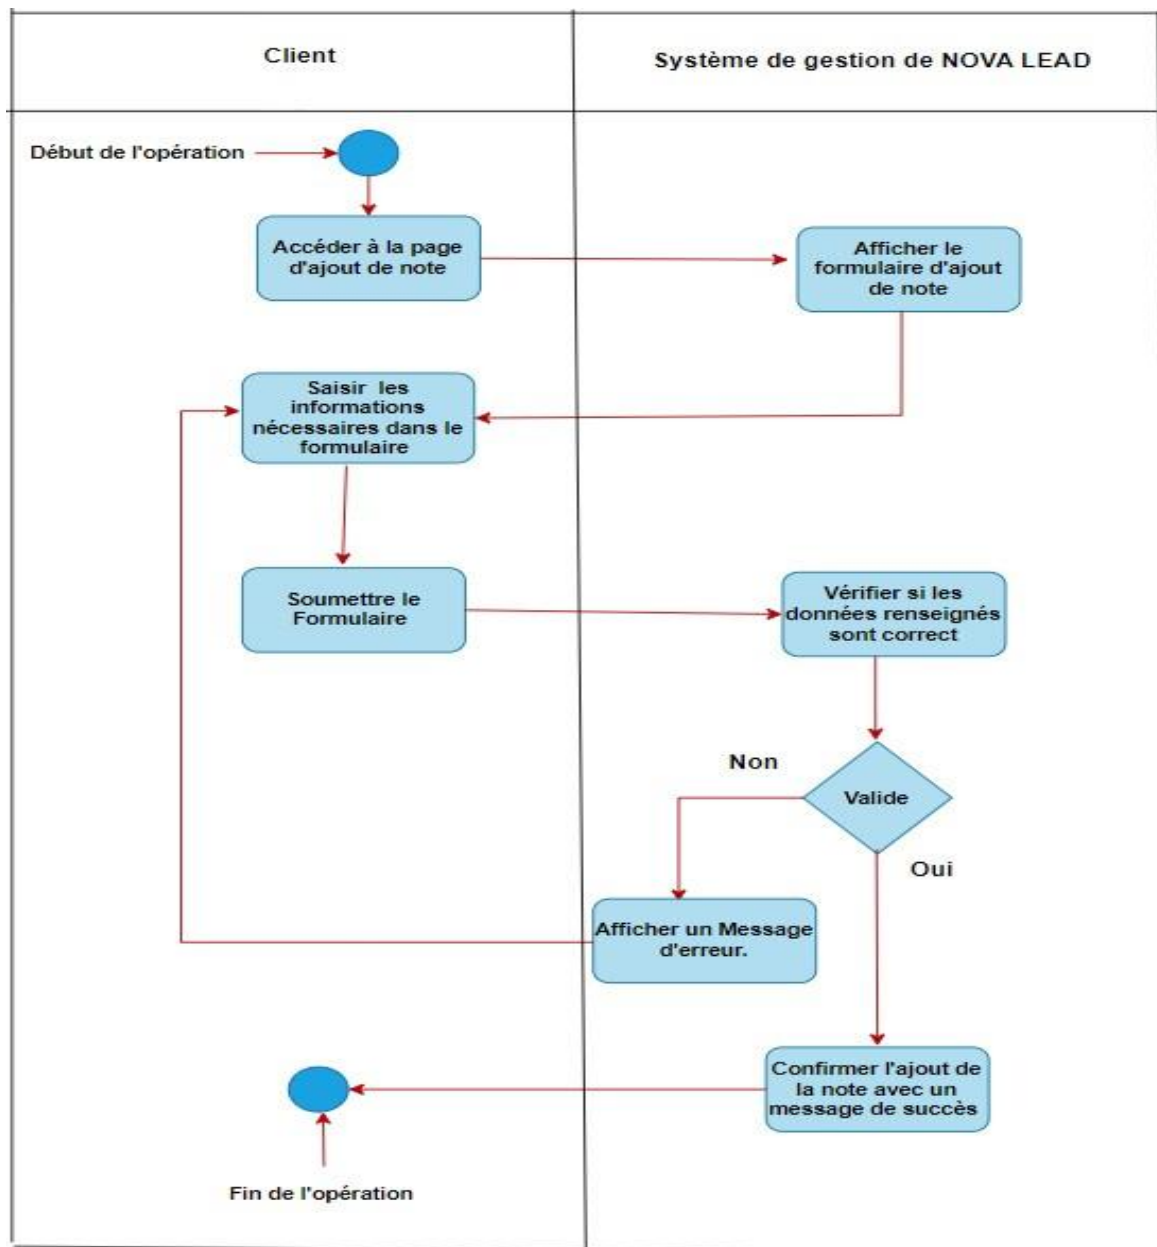 Client
Système de gestion de NOVA LEAD
Début de l'opération
Accéder à la page
d'ajout de note
Afficher le
formulaire d'ajout
de note
Saisir les
informations
nécessaires dans le
formulaire
Soumettre le
Formulaire
Vérifier si les
données renseignés
sont correct
Non
Valide
Oui
Afficher un Message
d'erreur.
Confirmer l'ajout de
la note avec un
message de succès
Fin de l'opération